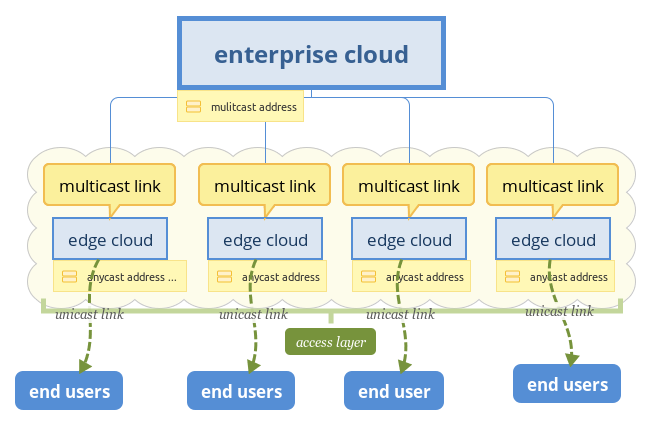 enterprise cloud
mulitcast address
multicast link multicast link multicast link multicast link
edge cloud edge cloud edge cloud edge cloud
anycast address ... anycast address anycast address anycast address
unicast link unicast link unicast link unicast link
access layer
end users end users end user end users